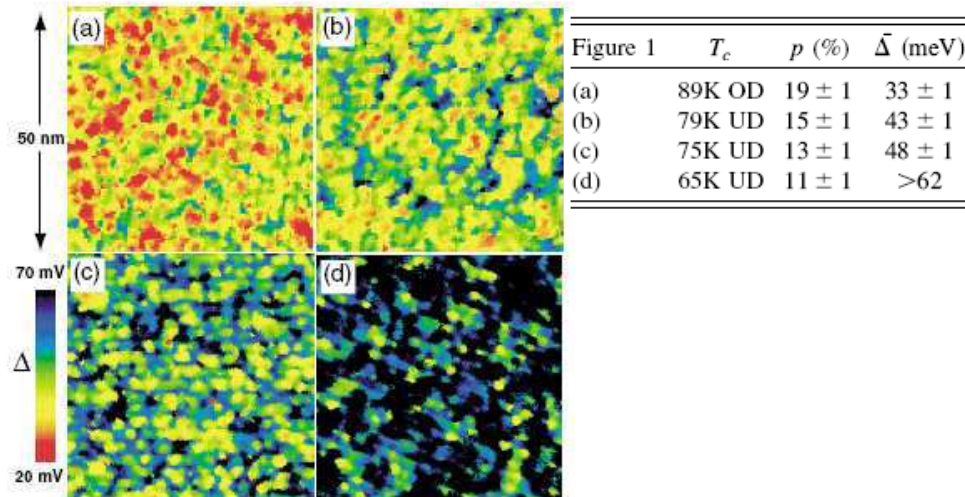 (a)
(b)
50 nm
70 mV
(c)
(d)
Δ
20 mV
Figure 1 T_c p (%) Δ̄ (meV)
(a) 89K OD 19 ± 1 33 ± 1
(b) 79K UD 15 ± 1 43 ± 1
(c) 75K UD 13 ± 1 48 ± 1
(d) 65K UD 11 ± 1 >62